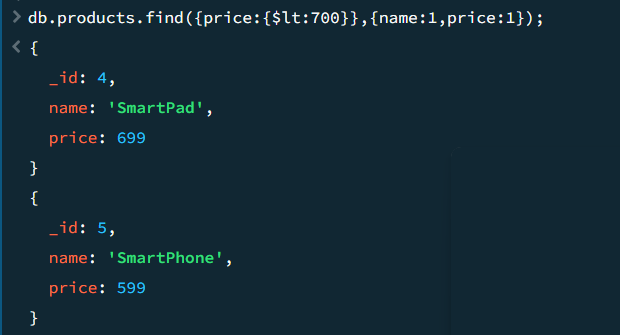 > db.products.find({price:{$lt:700}},{name:1,price:1});
< {
_id: 4,
name: 'SmartPad',
price: 699
}
{
_id: 5,
name: 'SmartPhone',
price: 599
}